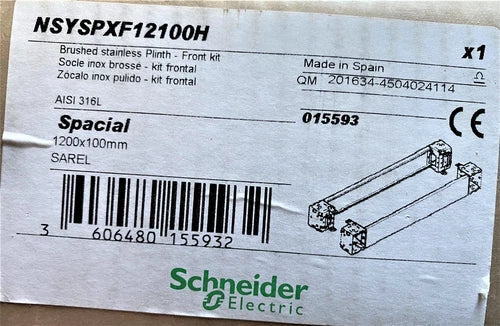 NSYSPXF12100H
x1
Brushed stainless Plinth - Front kit
Socle inox brossé - kit frontal
Zócalo inox pulido - kit frontal
Made in Spain
QM 201634-4504024114
AISI 316L
015593
CE
Spacial
1200x100mm
SAREL
3 606480 155932
Schneider
Electric